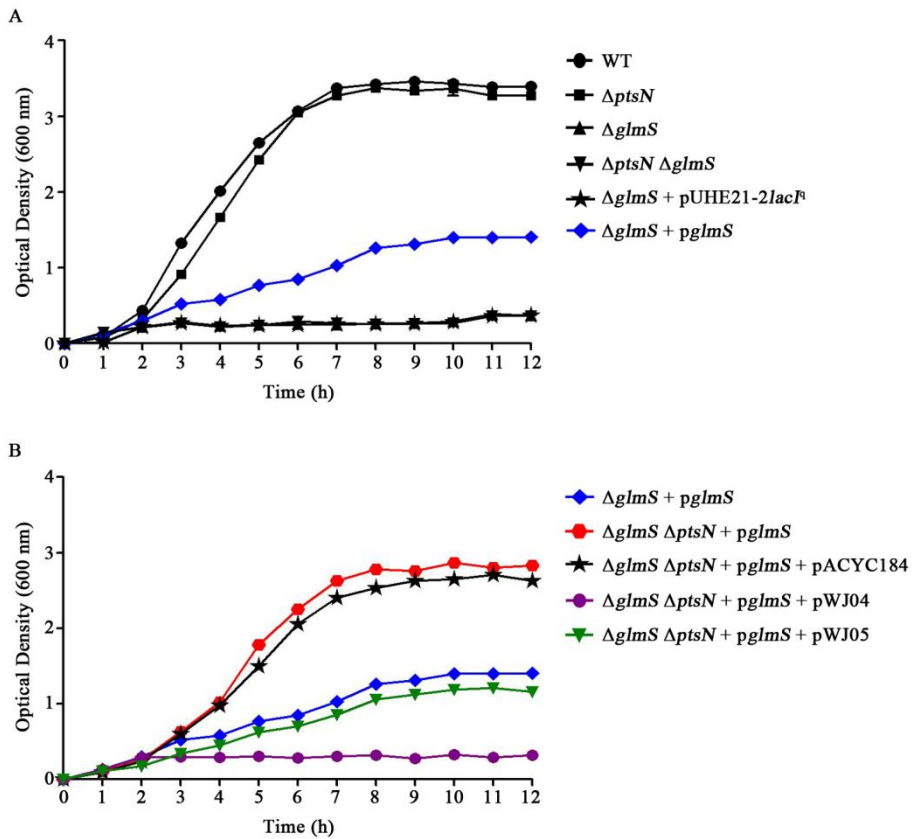 A
4
3
2
1
0
Optical Density (600 nm)
0 1 2 3 4 5 6 7 8 9 10 11 12
Time (h)
WT
ΔptsN
ΔglmS
ΔptsN ΔglmS
ΔglmS + pUHE21-2lacIq
ΔglmS + pglmS
B
4
3
2
1
0
Optical Density (600 nm)
0 1 2 3 4 5 6 7 8 9 10 11 12
Time (h)
ΔglmS + pglmS
ΔglmS ΔptsN + pglmS
ΔglmS ΔptsN + pglmS + pACYC184
ΔglmS ΔptsN + pglmS + pWJ04
ΔglmS ΔptsN + pglmS + pWJ05